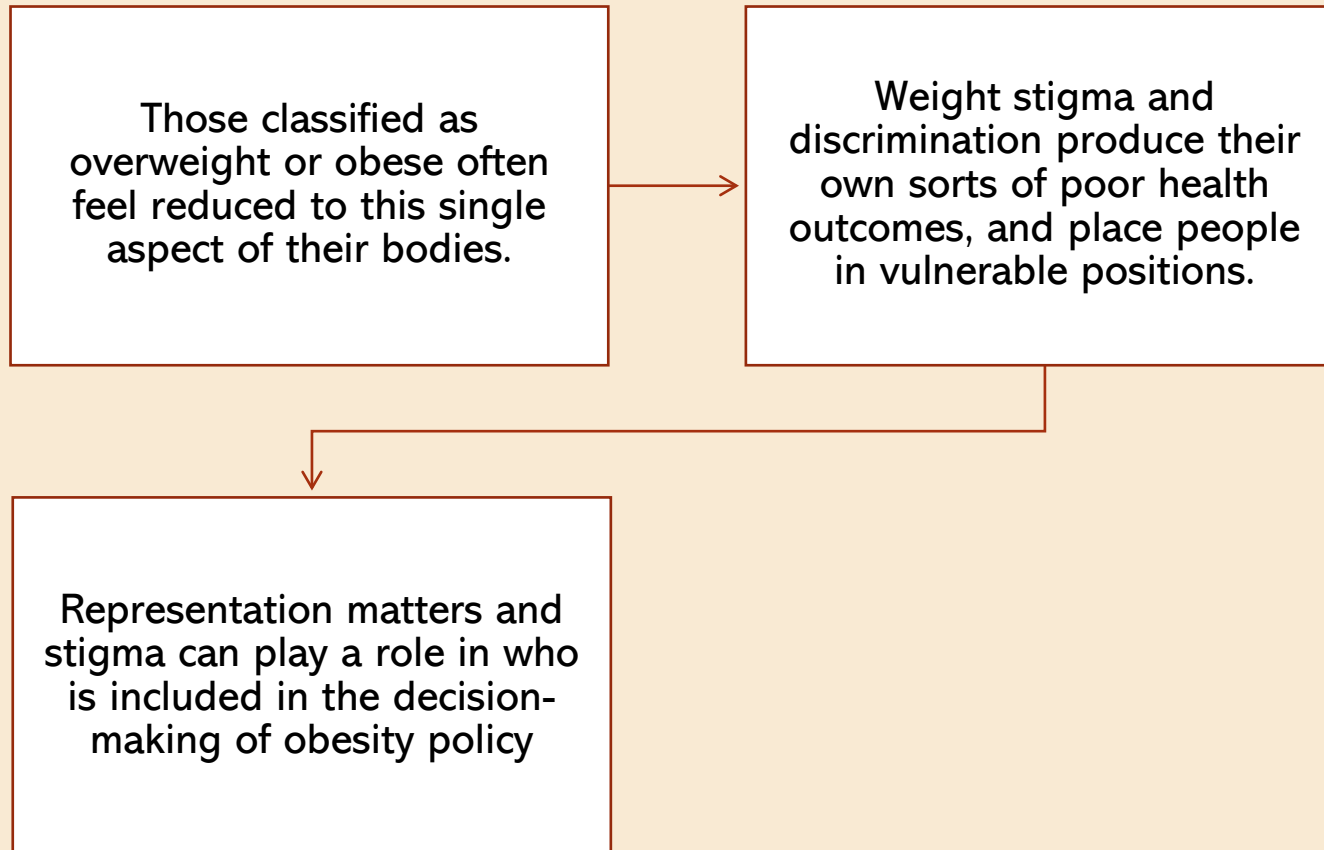 Those classified as
overweight or obese often
feel reduced to this single
aspect of their bodies.
Weight stigma and
discrimination produce their
own sorts of poor health
outcomes, and place people
in vulnerable positions.
Representation matters and
stigma can play a role in who
is included in the decision-
making of obesity policy